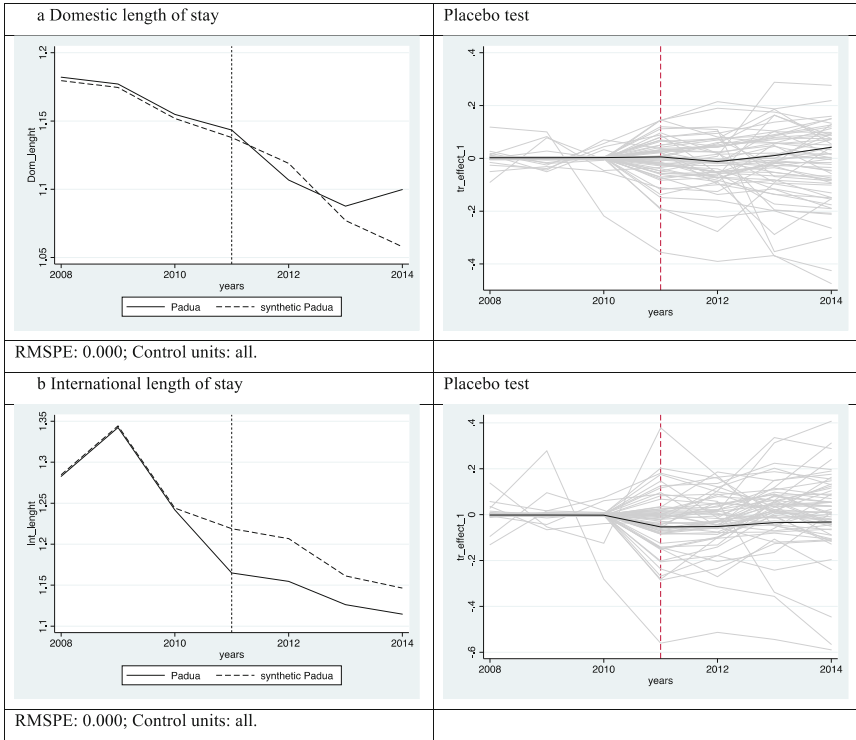 a Domestic length of stay
Placebo test
1.2
1.15
1.1
1.05
Dom_lenght
2008
2010
2012
2014
years
Padua
synthetic Padua
.4
.2
0
-.2
-.4
tr_effect_1
2008
2010
2012
2014
years
RMSPE: 0.000; Control units: all.
b International length of stay
Placebo test
1.35
1.3
1.25
1.2
1.15
1.1
Int_lenght
2008
2010
2012
2014
years
Padua
synthetic Padua
.4
.2
0
-.2
-.4
-.6
tr_effect_1
2008
2010
2012
2014
years
RMSPE: 0.000; Control units: all.